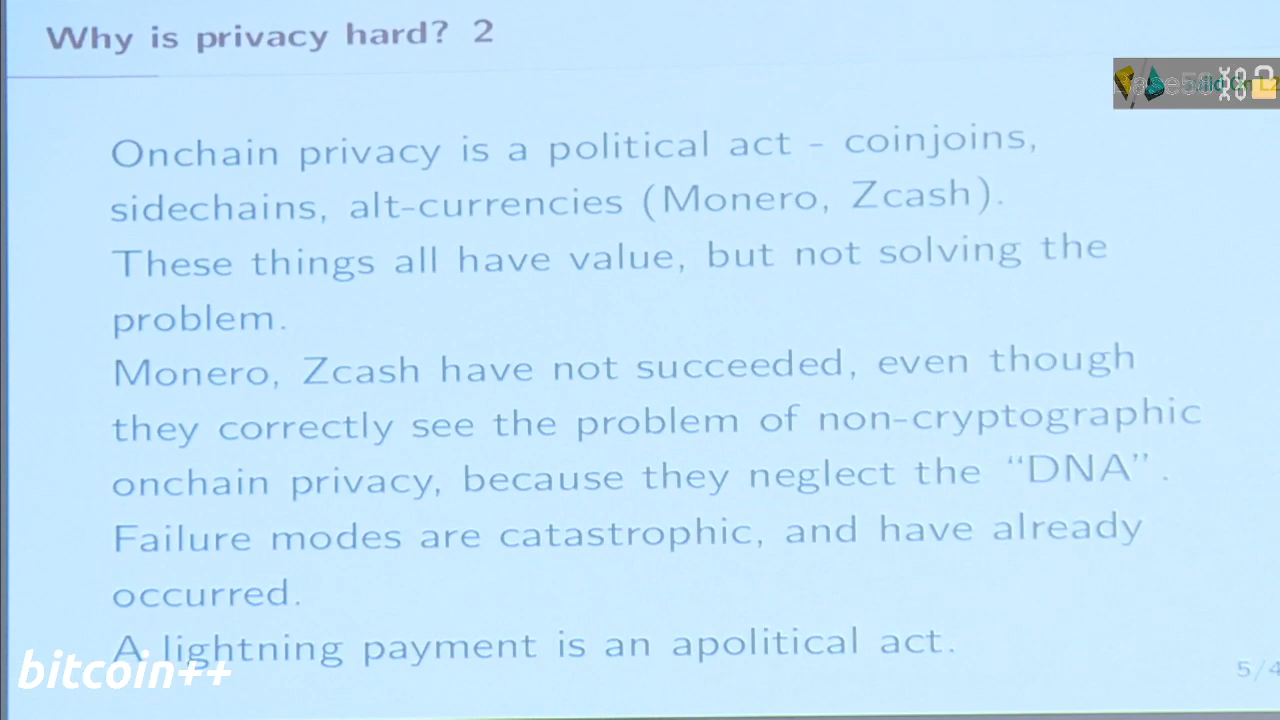 Why is privacy hard? 2
Onchain privacy is a political act - coinjoins,
sidechains, alt-currencies (Monero, Zcash).
These things all have value, but not solving the
problem.
Monero, Zcash have not succeeded, even though
they correctly see the problem of non-cryptographic
onchain privacy, because they neglect the “DNA”.
Failure modes are catastrophic, and have already
occurred.
A lightning payment is an apolitical act.
bitcoin++
5/4